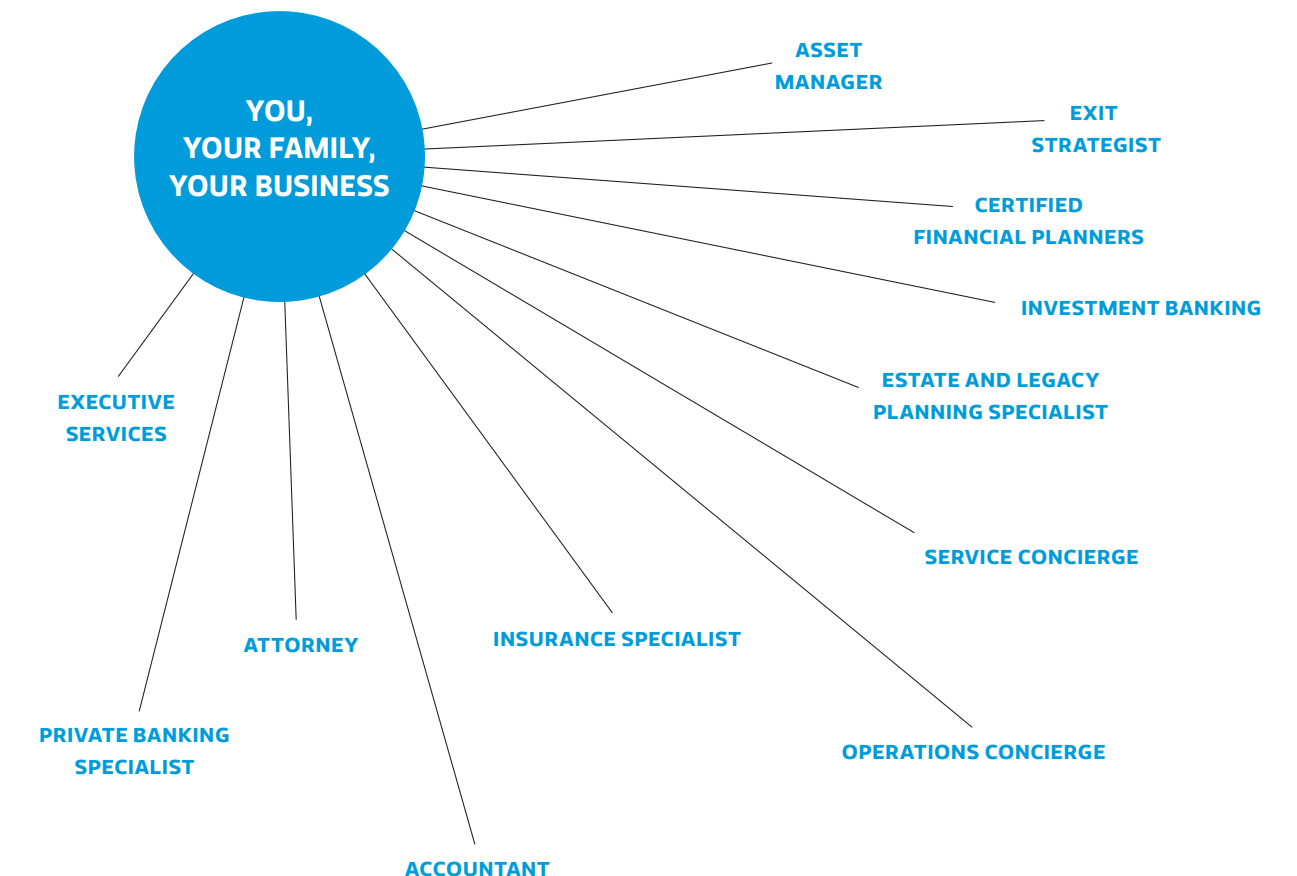 YOU,
YOUR FAMILY,
YOUR BUSINESS
ASSET
MANAGER
EXIT
STRATEGIST
CERTIFIED
FINANCIAL PLANNERS
INVESTMENT BANKING
ESTATE AND LEGACY
PLANNING SPECIALIST
SERVICE CONCIERGE
OPERATIONS CONCIERGE
INSURANCE SPECIALIST
ACCOUNTANT
ATTORNEY
PRIVATE BANKING
SPECIALIST
EXECUTIVE
SERVICES